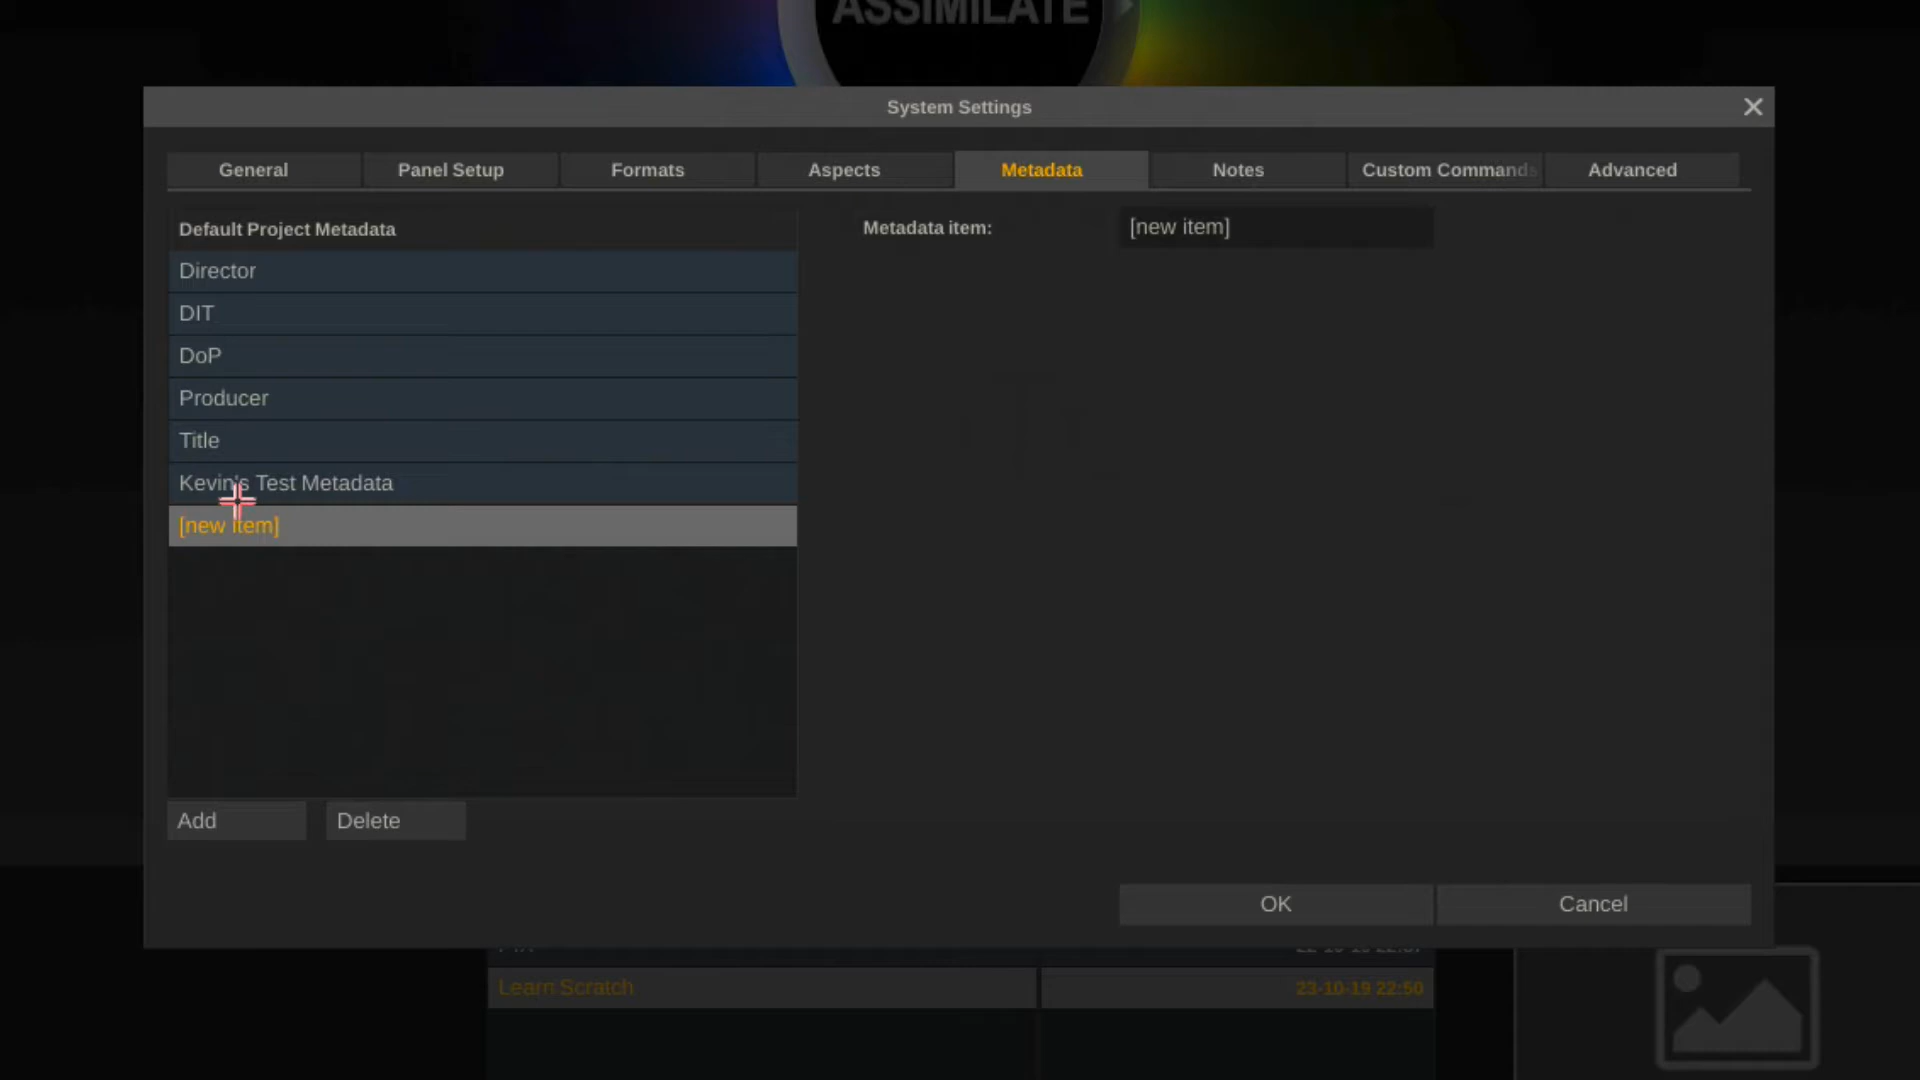 ASSIMILATE
System Settings
General
Panel Setup
Formats
Aspects
Metadata
Notes
Custom Commands
Advanced
Default Project Metadata
Director
DIT
DoP
Producer
Title
Kevin's Test Metadata
[new item]
Metadata item:
[new item]
Add
Delete
OK
Cancel
Learn Scratch
23-10-19 22:50